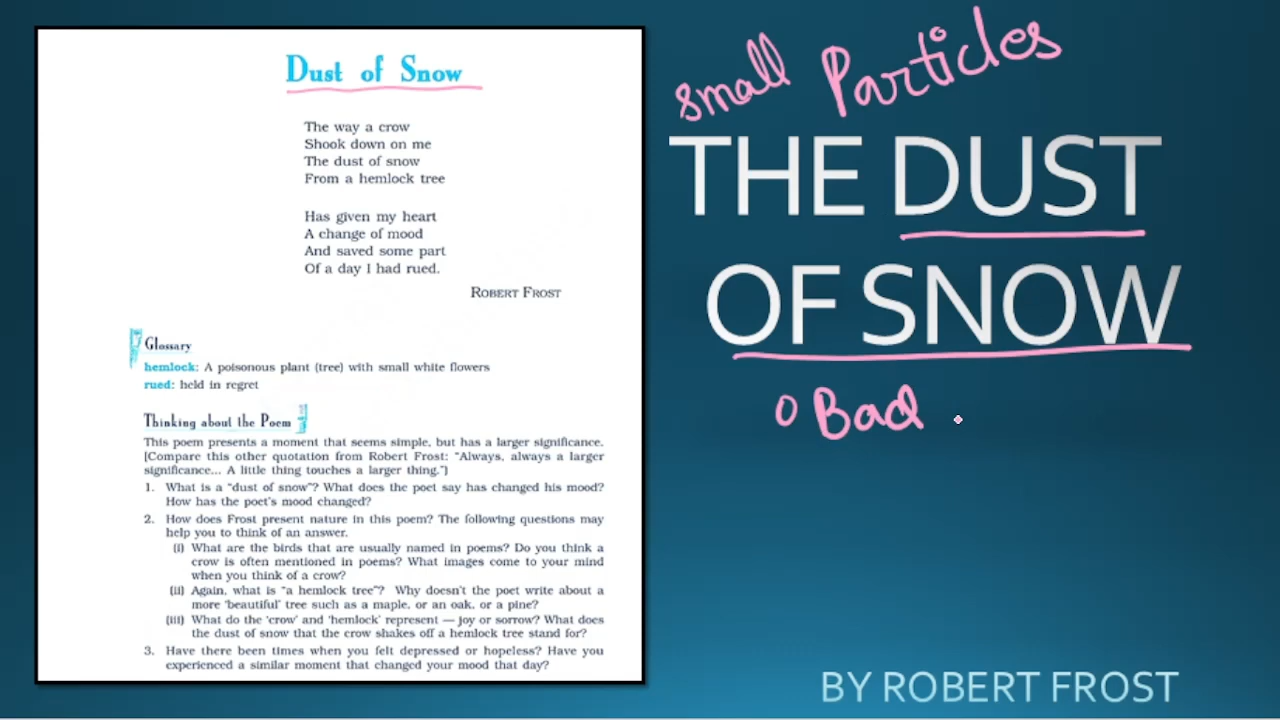 Dust of Snow
The way a crow
Shook down on me
The dust of snow
From a hemlock tree
Has given my heart
A change of mood
And saved some part
Of a day I had rued.
ROBERT FROST
Glossary
hemlock: A poisonous plant (tree) with small white flowers
rued: held in regret
Thinking about the Poem
This poem presents a moment that seems simple, but has a larger significance.
[Compare this other quotation from Robert Frost: “Always, always a larger
significance... A little thing touches a larger thing.”]
1. What is a “dust of snow”? What does the poet say has changed his mood?
How has the poet's mood changed?
2. How does Frost present nature in this poem? The following questions may
help you to think of an answer.
(i) What are the birds that are usually named in poems? Do you think a
crow is often mentioned in poems? What images come to your mind
when you think of a crow?
(ii) Again, what is “a hemlock tree”? Why doesn't the poet write about a
more ‘beautiful’ tree such as a maple, or an oak, or a pine?
(iii) What do the ‘crow’ and ‘hemlock’ represent — joy or sorrow? What does
the dust of snow that the crow shakes off a hemlock tree stand for?
3. Have there been times when you felt depressed or hopeless? Have you
experienced a similar moment that changed your mood that day?
small Particles
THE DUST
OF SNOW
Bad
BY ROBERT FROST